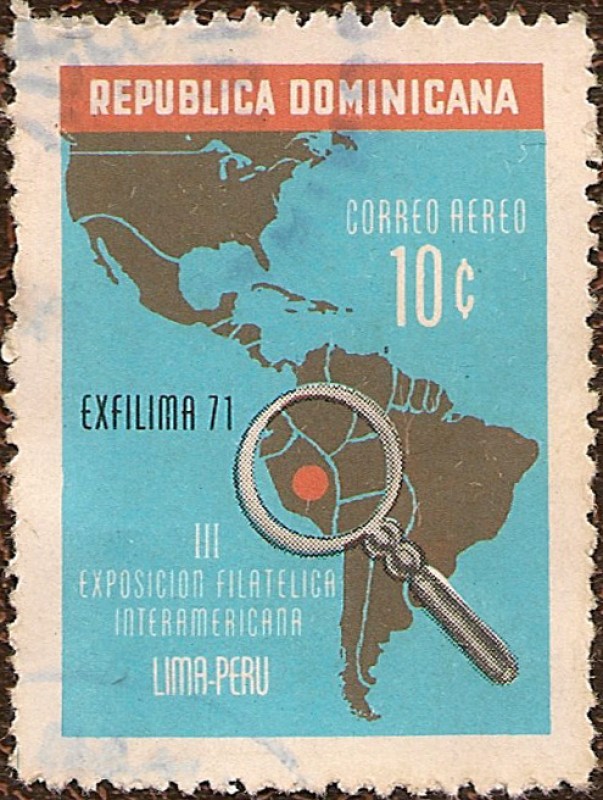 REPUBLICA DOMINICANA
CORREO AEREO
10¢
EXFILIMA 71
III
EXPOSICION FILATELICA
INTERAMERICANA
LIMA-PERU